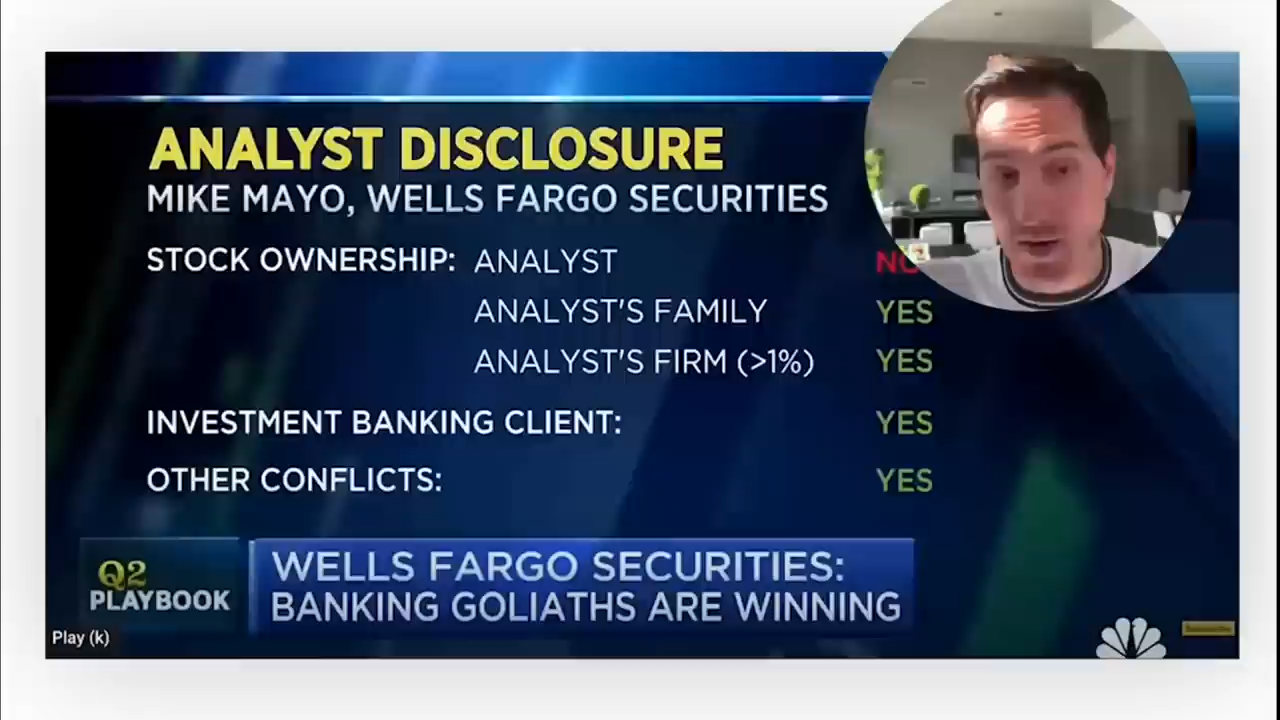 ANALYST DISCLOSURE
MIKE MAYO, WELLS FARGO SECURITIES
STOCK OWNERSHIP: ANALYST NO
ANALYST'S FAMILY YES
ANALYST'S FIRM (>1%) YES
INVESTMENT BANKING CLIENT: YES
OTHER CONFLICTS: YES
Q2
PLAYBOOK
WELLS FARGO SECURITIES:
BANKING GOLIATHS ARE WINNING
Play (k)